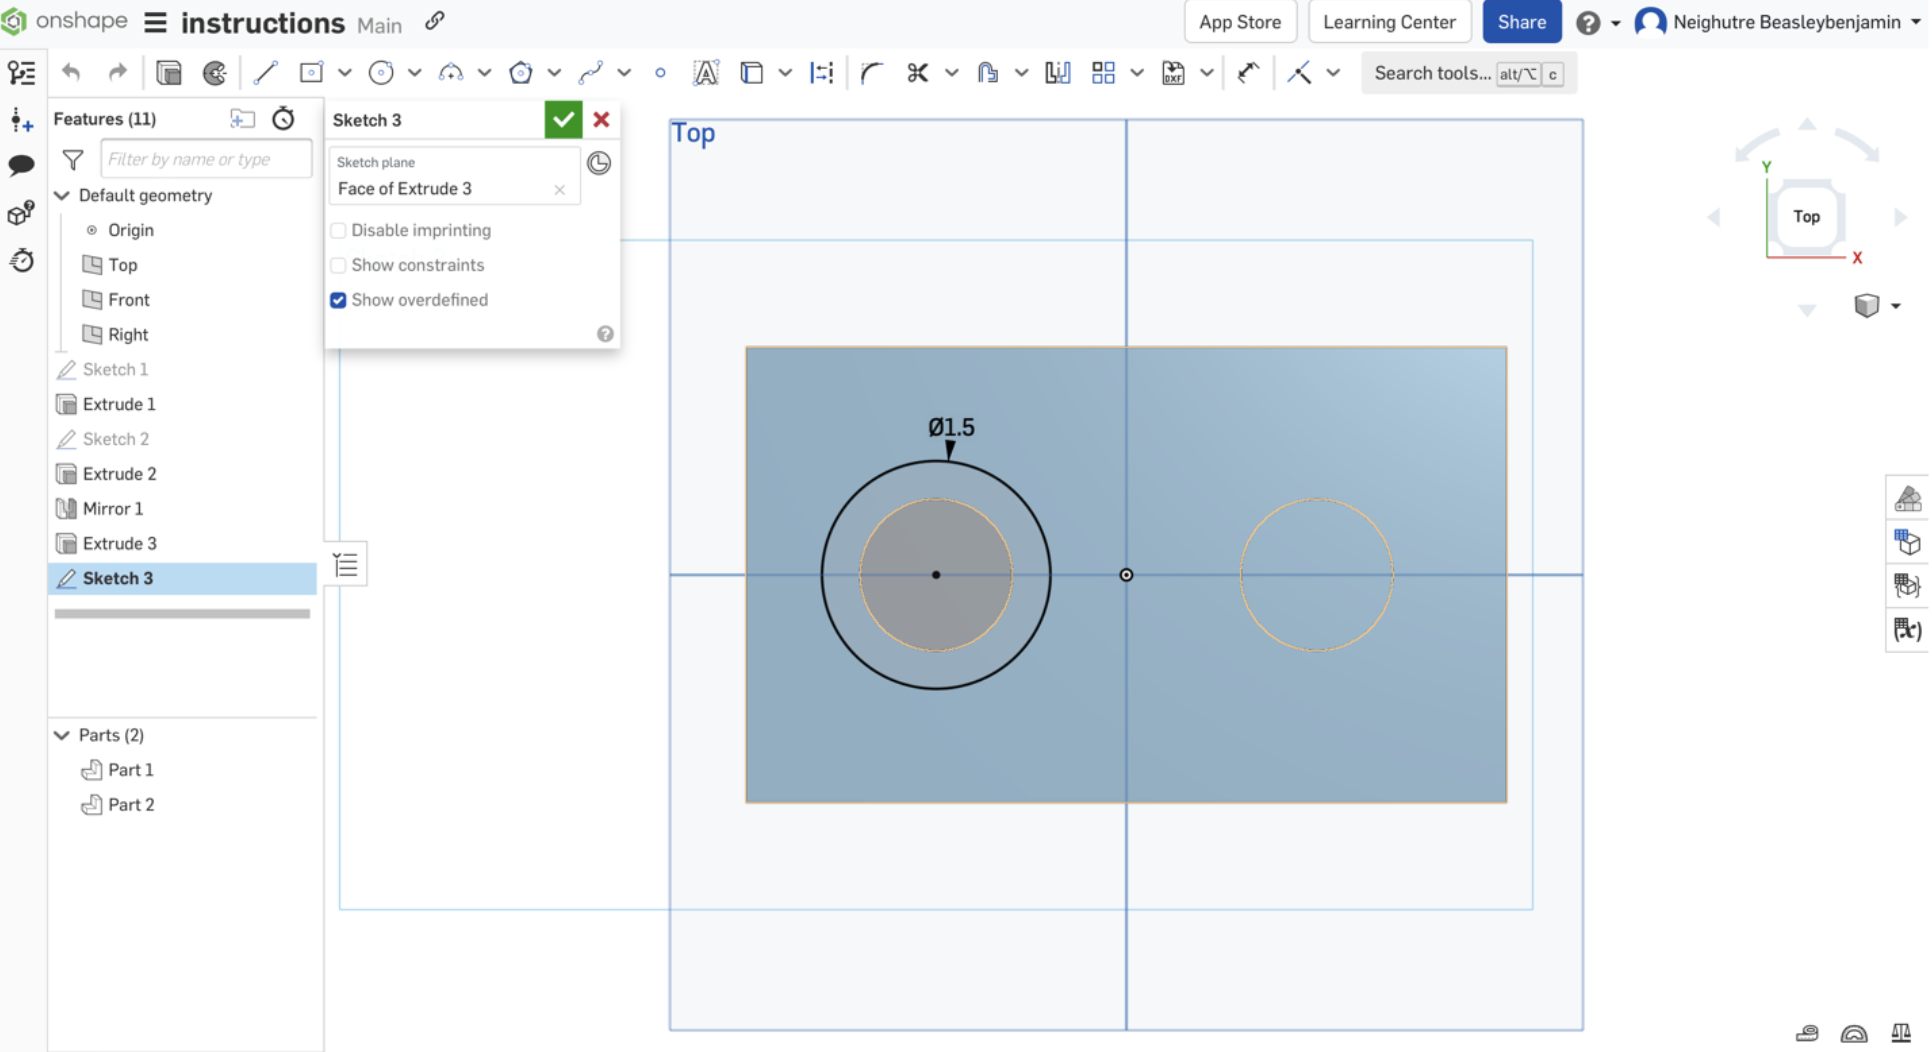 onshape instructions Main App Store Learning Center Share Neighutre Beasleybenjamin
DXF Search tools... alt/⌥ c
Features (11)
Filter by name or type
Default geometry
Origin
Top
Front
Right
Sketch 1
Extrude 1
Sketch 2
Extrude 2
Mirror 1
Extrude 3
Sketch 3
Parts (2)
Part 1
Part 2
Sketch 3
Sketch plane
Face of Extrude 3
Disable imprinting
Show constraints
Show overdefined
Top
Ø1.5
Y
Top
X